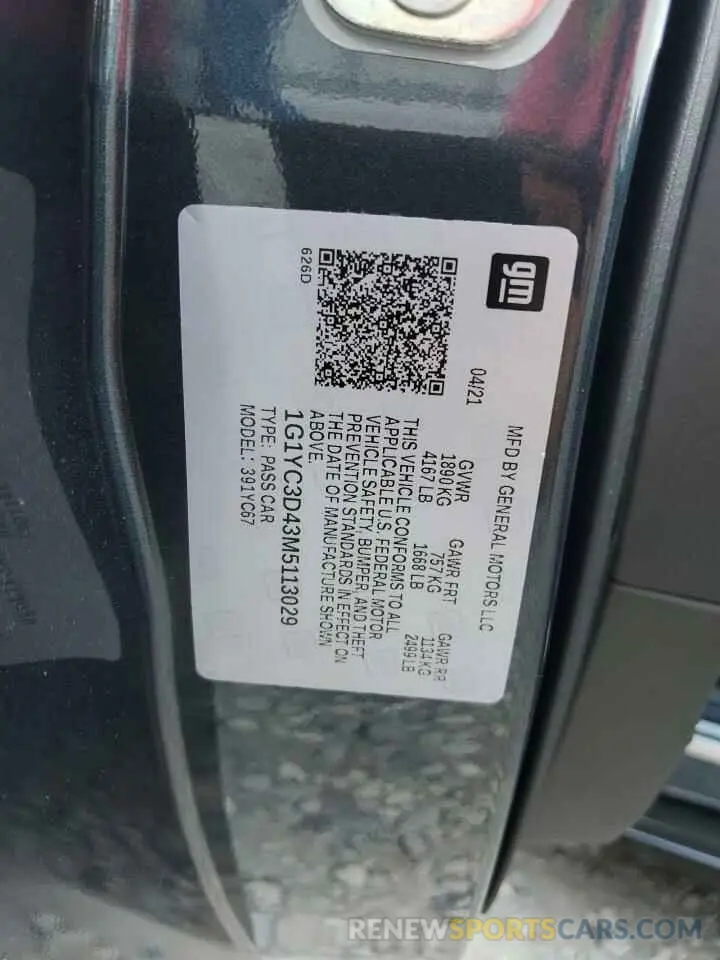 gm
626D
04/21
MFD BY GENERAL MOTORS LLC
GVWR GAWR FRT GAWR RR
1890 KG 757 KG 1134 KG
4167 LB 1668 LB 2499 LB
THIS VEHICLE CONFORMS TO ALL
APPLICABLE U.S. FEDERAL MOTOR
VEHICLE SAFETY, BUMPER, AND THEFT
PREVENTION STANDARDS IN EFFECT ON
THE DATE OF MANUFACTURE SHOWN
ABOVE.
1G1YC3D43M5113029
TYPE: PASS CAR
MODEL: 391YC67
RENEWSPORTSCARS.COM